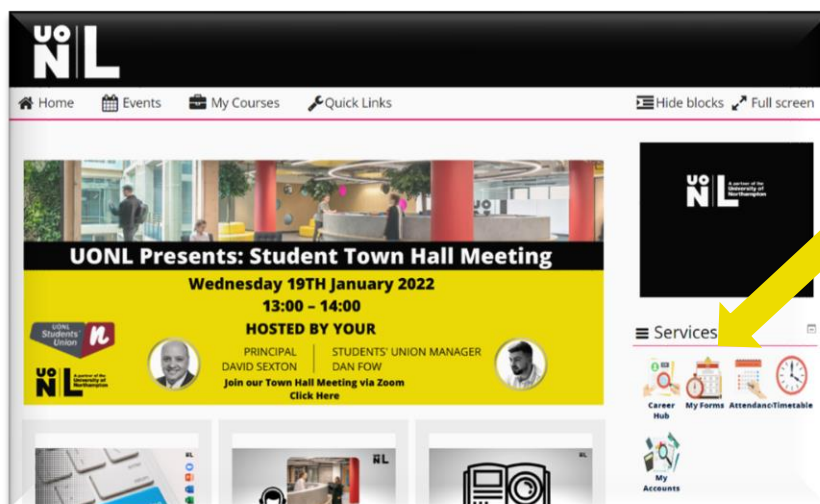 UO
N L
Home Events My Courses Quick Links Hide blocks Full screen
UO
N L
A partner of the
University of
Northampton
UO
UONL Presents: Student Town Hall Meeting
Wednesday 19TH January 2022
13:00 – 14:00
HOSTED BY YOUR
PRINCIPAL
DAVID SEXTON
STUDENTS' UNION MANAGER
DAN FOW
Join our Town Hall Meeting via Zoom
Click Here
UONL
Students'
Union
n
UO
N L
A partner of the
University of
Northampton
Services
Career
Hub
My Forms
Attendanc
Timetable
My
Accounts
NL
NL
NL